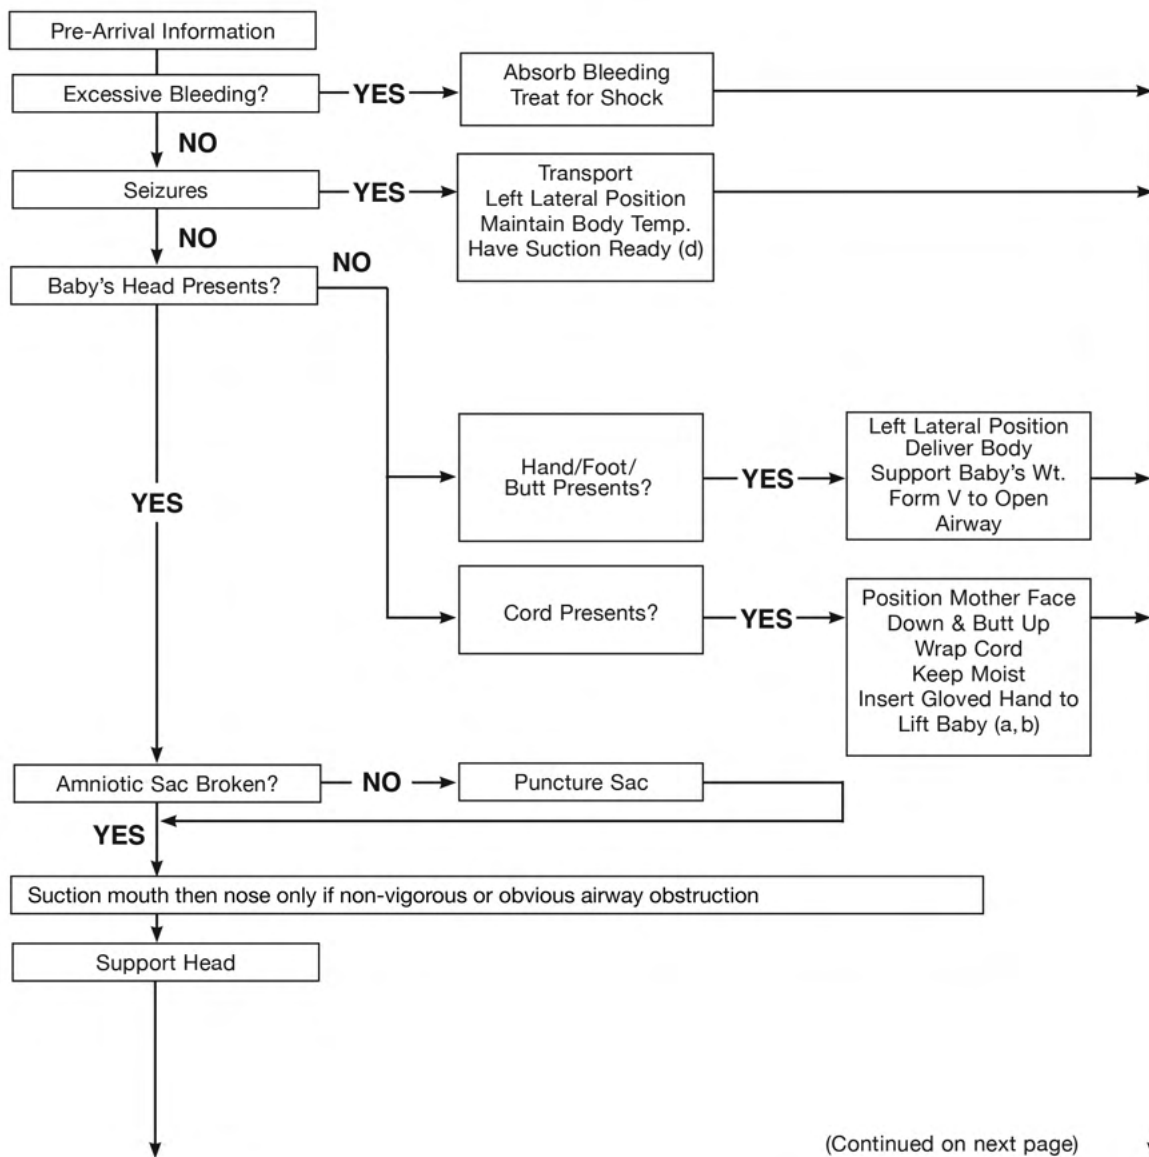 Pre-Arrival Information
Excessive Bleeding?
YES
Absorb Bleeding
Treat for Shock
NO
Seizures
YES
Transport
Left Lateral Position
Maintain Body Temp.
Have Suction Ready (d)
NO
NO
Baby's Head Presents?
Hand/Foot/
Butt Presents?
YES
Left Lateral Position
Deliver Body
Support Baby's Wt.
Form V to Open
Airway
YES
Cord Presents?
YES
Position Mother Face
Down & Butt Up
Wrap Cord
Keep Moist
Insert Gloved Hand to
Lift Baby (a, b)
Amniotic Sac Broken?
NO
Puncture Sac
YES
Suction mouth then nose only if non-vigorous or obvious airway obstruction
Support Head
(Continued on next page)